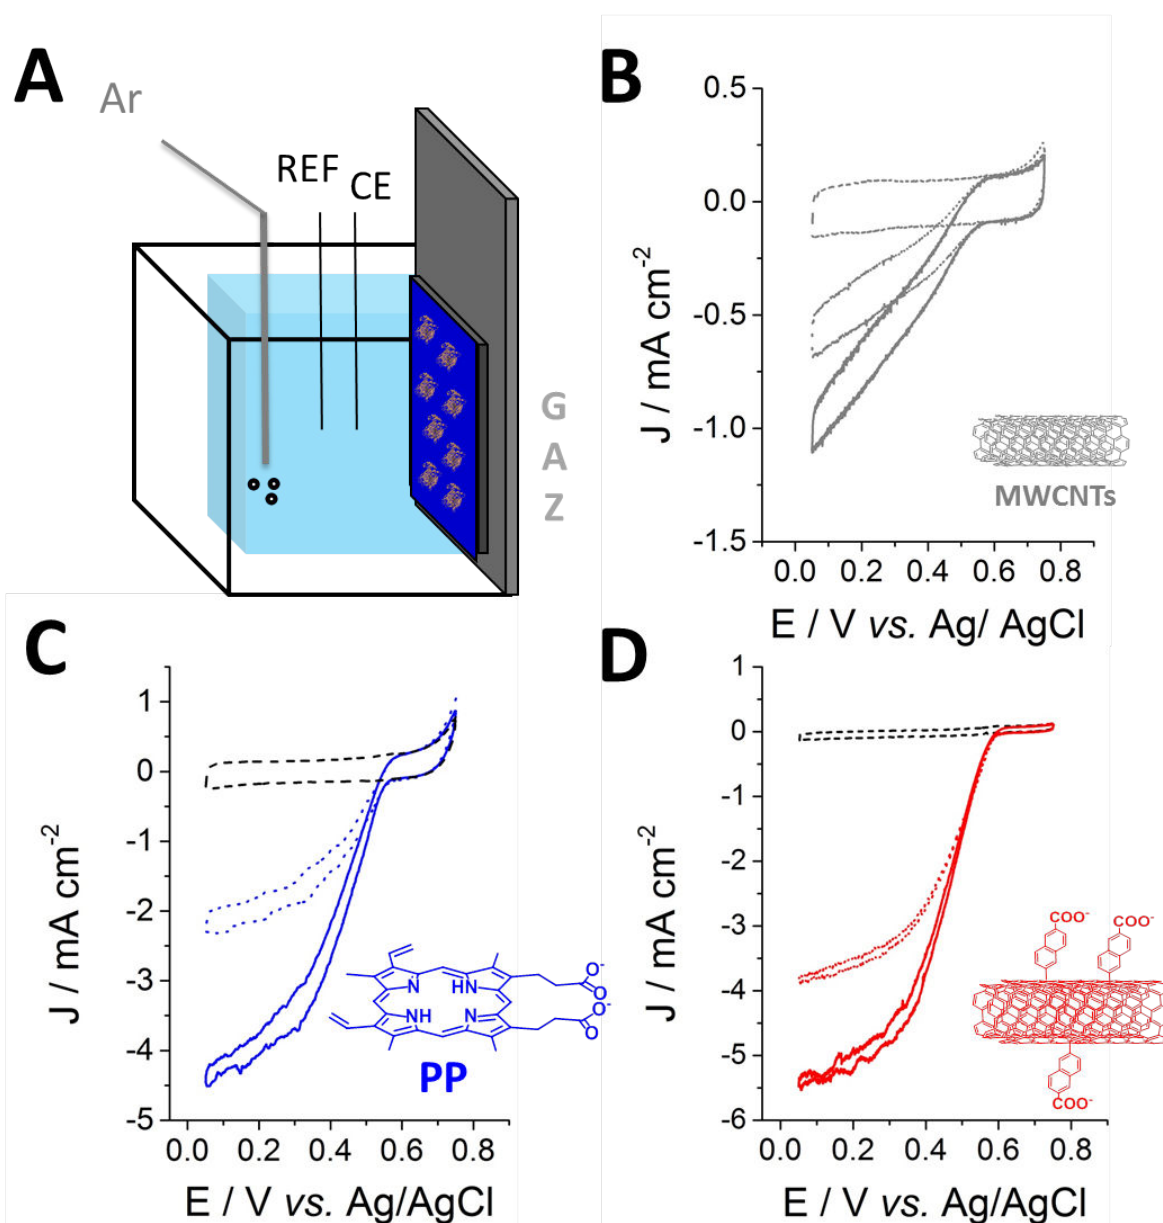 A
Ar
REF
CE
G
A
Z
B
0.5
0.0
-0.5
-1.0
-1.5
J / mA cm-2
0.0 0.2 0.4 0.6 0.8
E / V vs. Ag/ AgCl
MWCNTs
C
1
0
-1
-2
-3
-4
-5
J / mA cm-2
0.0 0.2 0.4 0.6 0.8
E / V vs. Ag/AgCl
N
HN
NH
N
O-
O
O-
O
PP
D
1
0
-1
-2
-3
-4
-5
-6
J / mA cm-2
0.0 0.2 0.4 0.6 0.8
E / V vs. Ag/AgCl
COO-
COO-
COO-